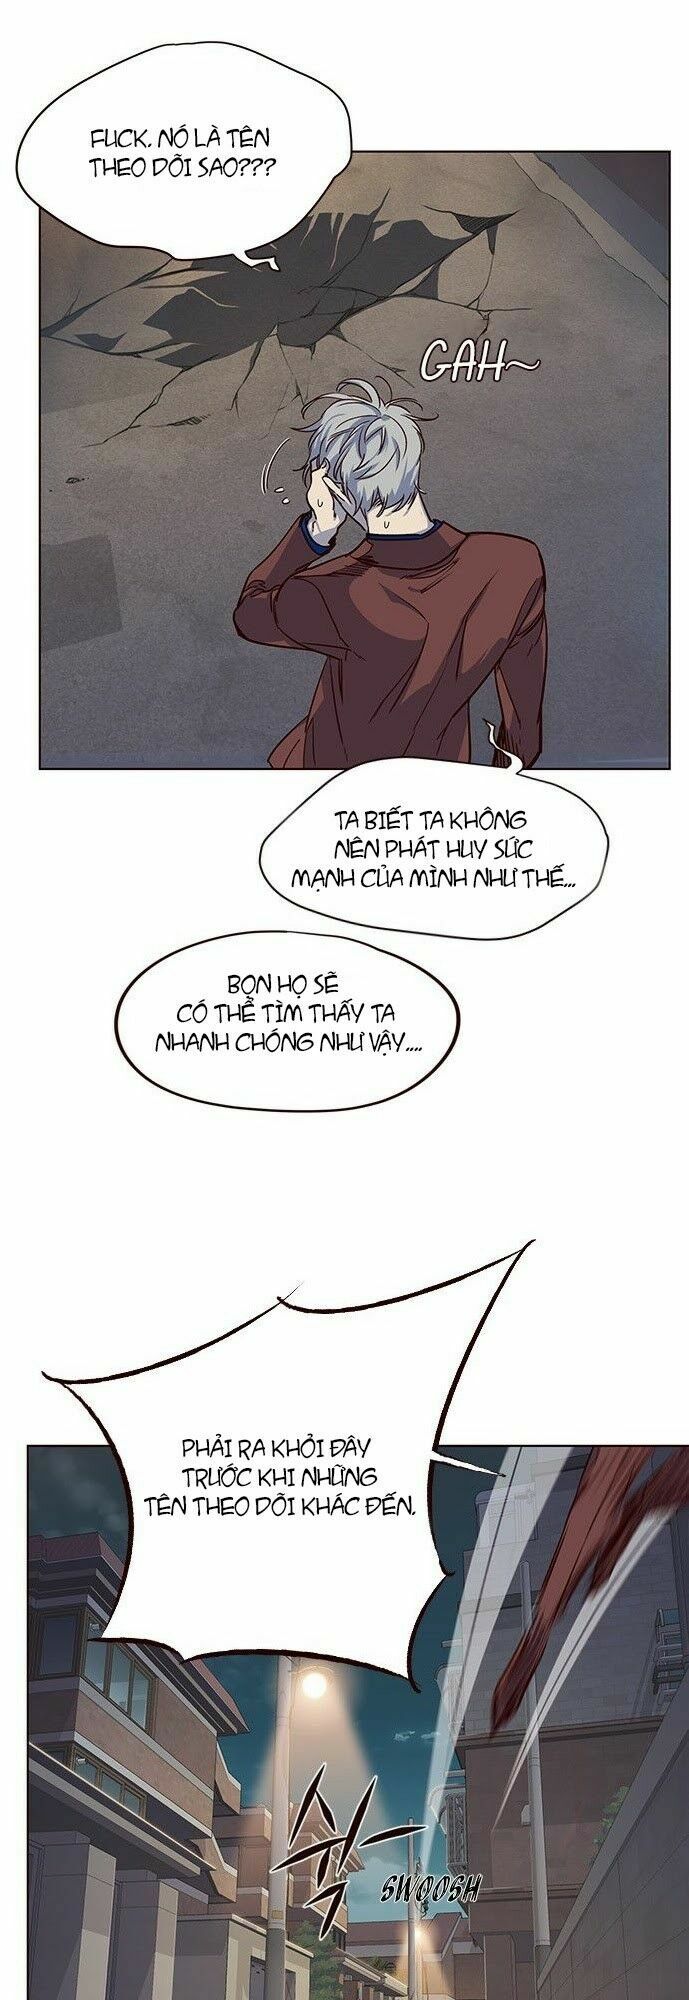 FUCK. NÓ LÀ TÊN
THEO DÕI SAO???
GAH~
TA BIẾT TA KHÔNG
NÊN PHÁT HUY SỨC
MẠNH CỦA MÌNH NHƯ THẾ...
BỌN HỌ SẼ
CÓ THỂ TÌM THẤY TA
NHANH CHÓNG NHƯ VẬY....
PHẢI RA KHỎI ĐÂY
TRƯỚC KHI NHỮNG
TÊN THEO DÕI KHÁC ĐẾN.
슈욱
SWOOSH